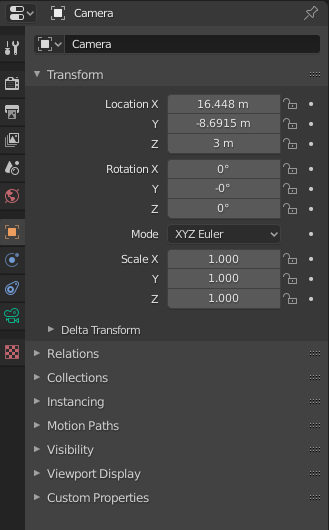 Camera
Camera
Transform
Location X 16.448 m
Y -8.6915 m
Z 3 m
Rotation X 0°
Y -0°
Z 0°
Mode XYZ Euler
Scale X 1.000
Y 1.000
Z 1.000
Delta Transform
Relations
Collections
Instancing
Motion Paths
Visibility
Viewport Display
Custom Properties